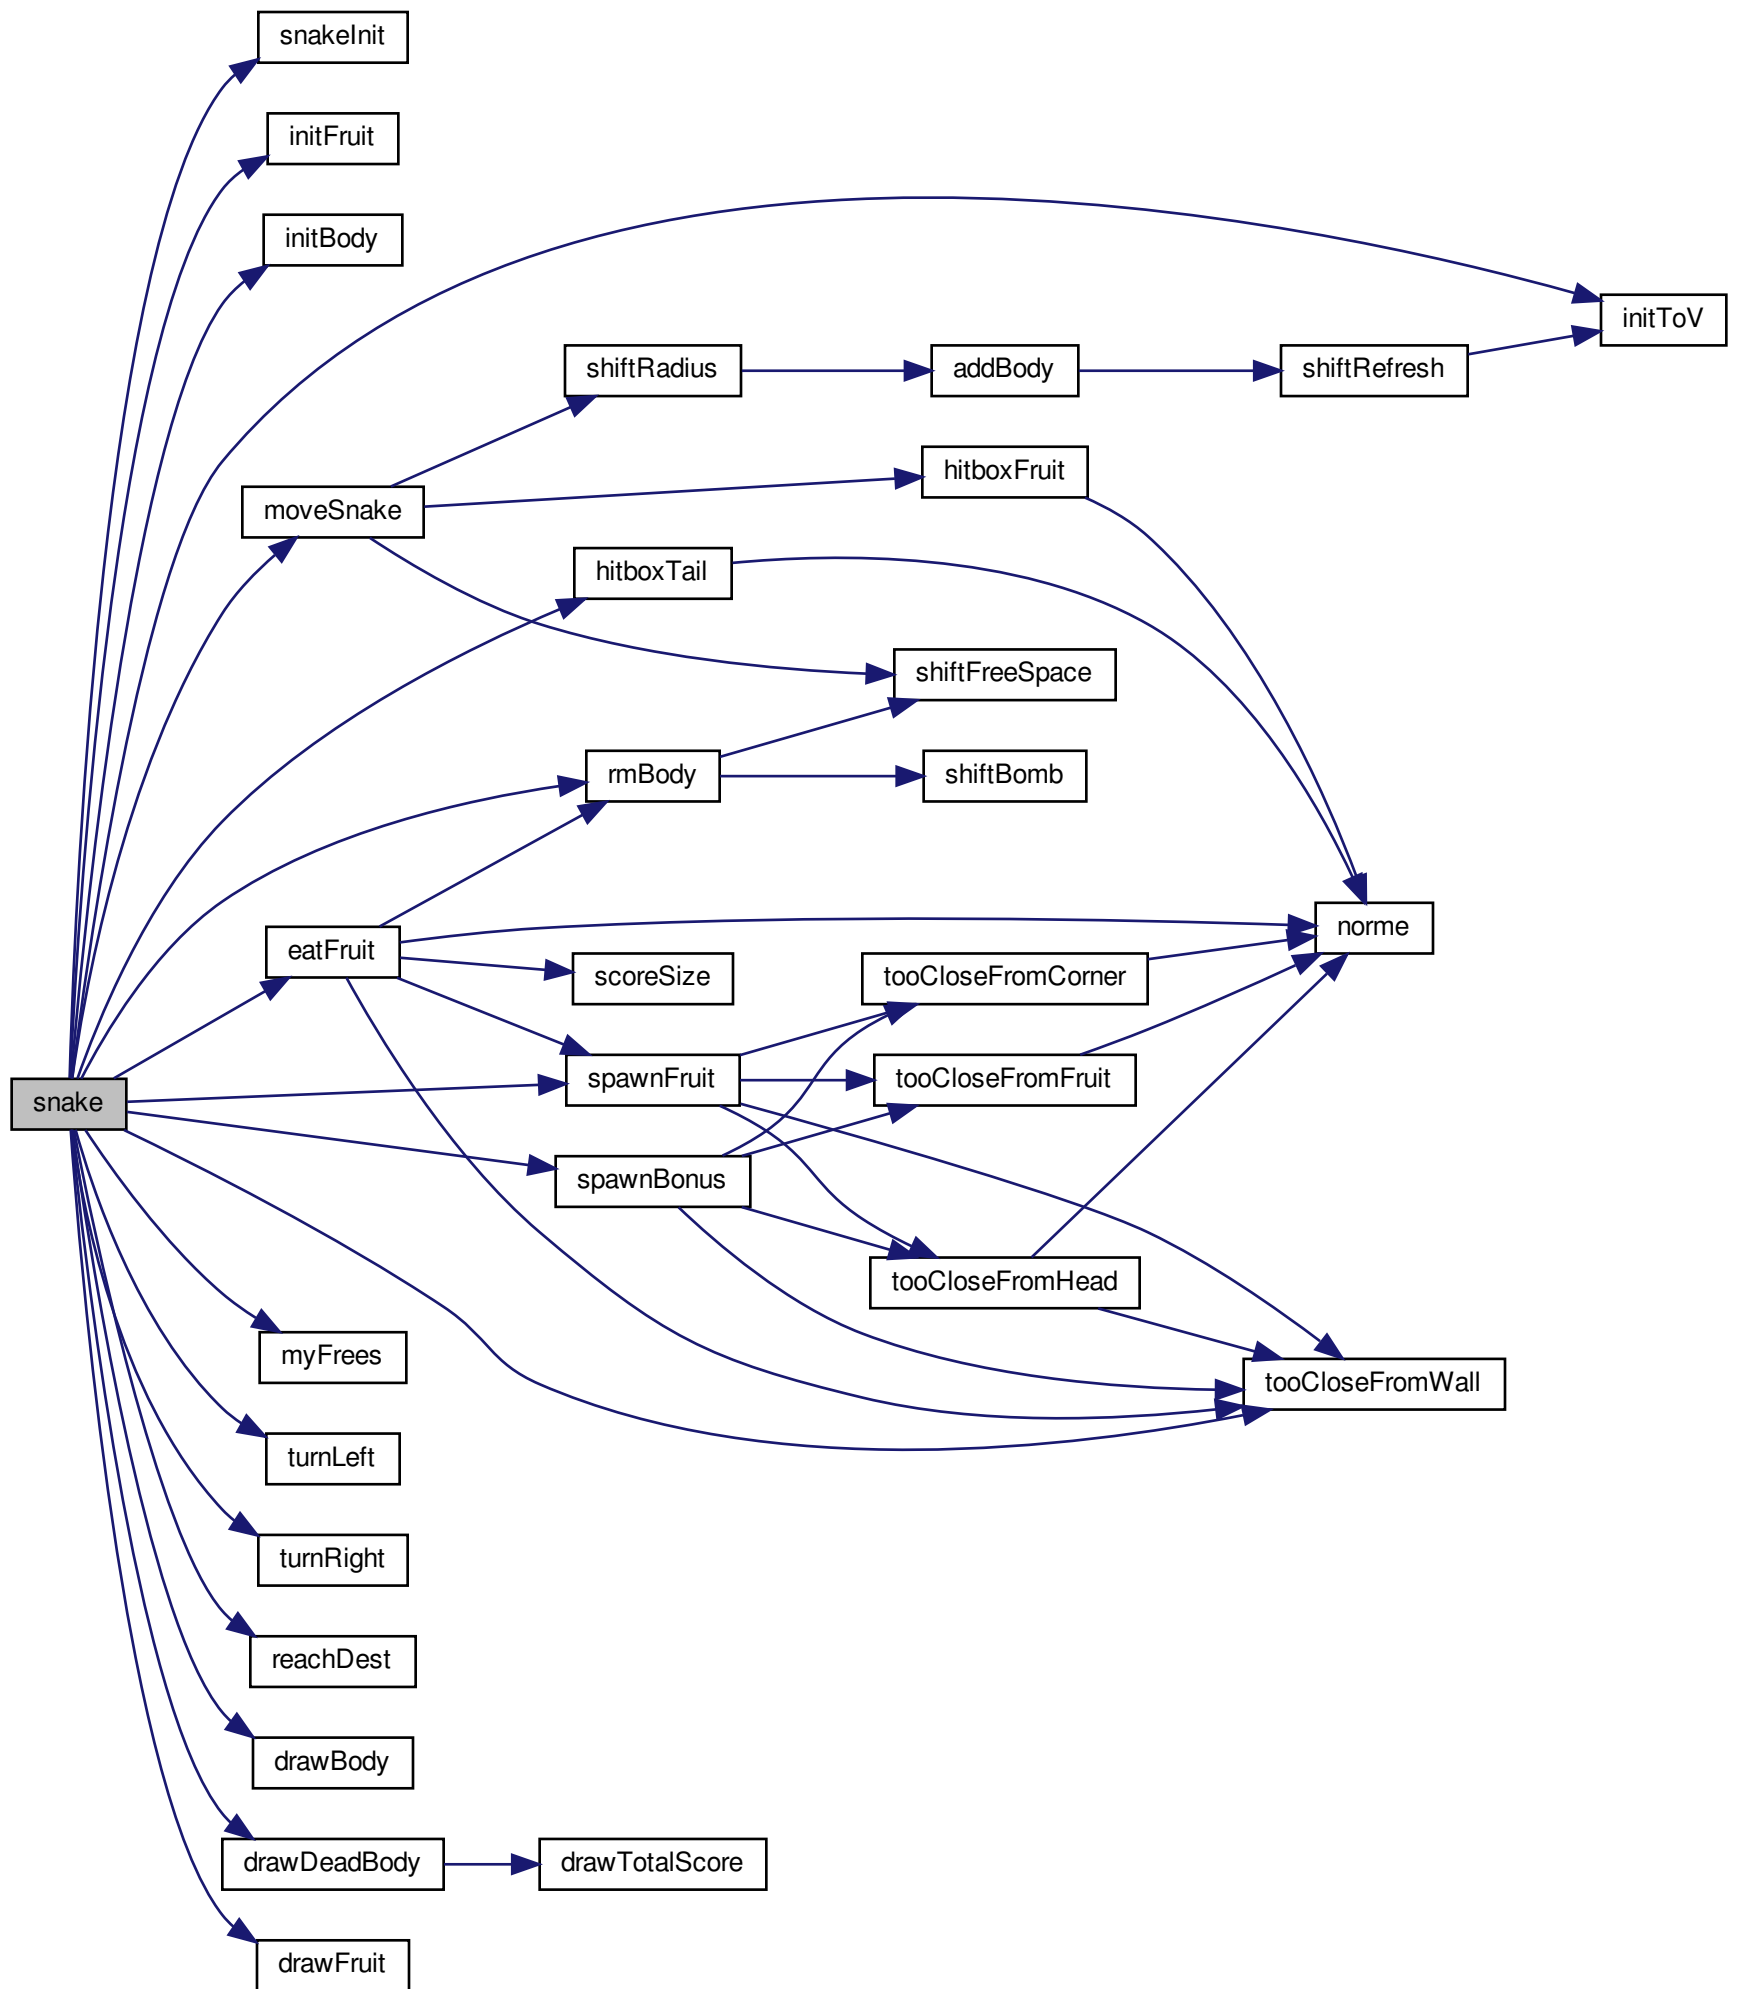 snakeInit
initFruit
initBody
initToV
shiftRadius
addBody
shiftRefresh
hitboxFruit
moveSnake
hitboxTail
shiftFreeSpace
rmBody
shiftBomb
norme
eatFruit
scoreSize
tooCloseFromCorner
spawnFruit
tooCloseFromFruit
snake
spawnBonus
tooCloseFromHead
myFrees
tooCloseFromWall
turnLeft
turnRight
reachDest
drawBody
drawDeadBody
drawTotalScore
drawFruit